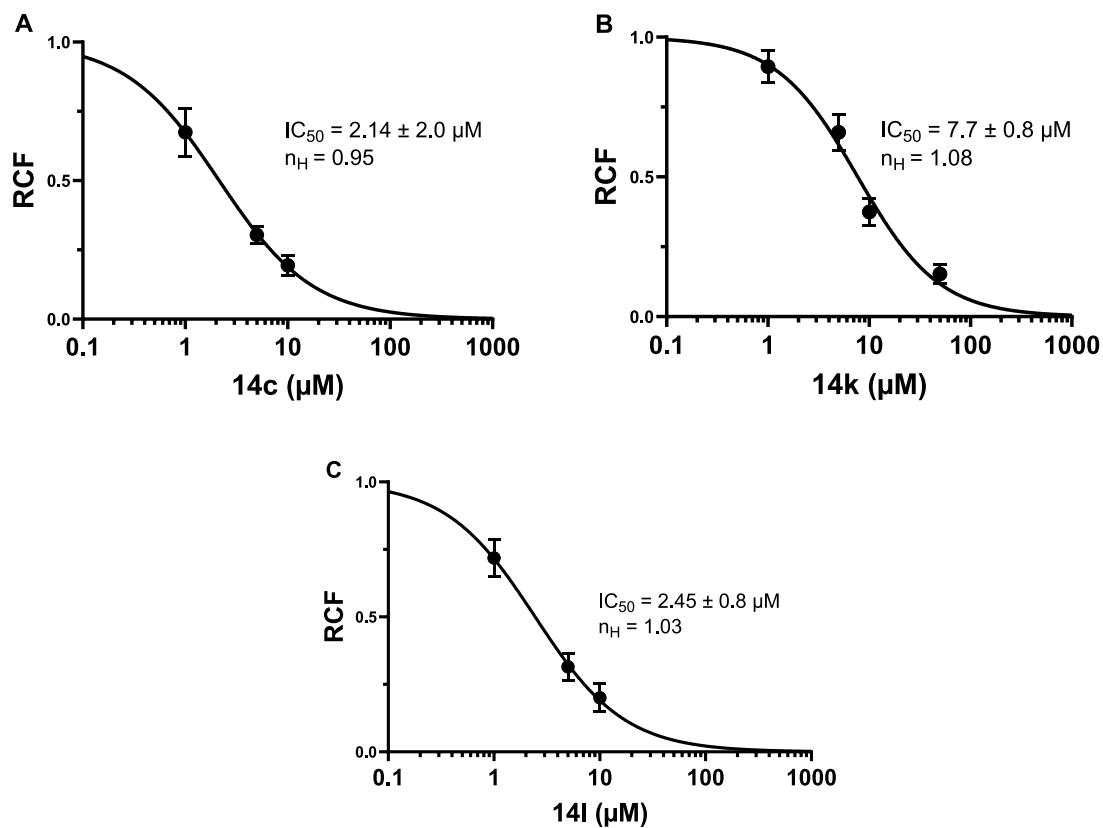 A
1.0
0.5
0.0
RCF
IC50 = 2.14 ± 2.0 µM
nH = 0.95
0.1 1 10 100 1000
14c (µM)
B
1.0
0.5
0.0
RCF
IC50 = 7.7 ± 0.8 µM
nH = 1.08
0.1 1 10 100 1000
14k (µM)
C
1.0
0.5
0.0
RCF
IC50 = 2.45 ± 0.8 µM
nH = 1.03
0.1 1 10 100 1000
14l (µM)